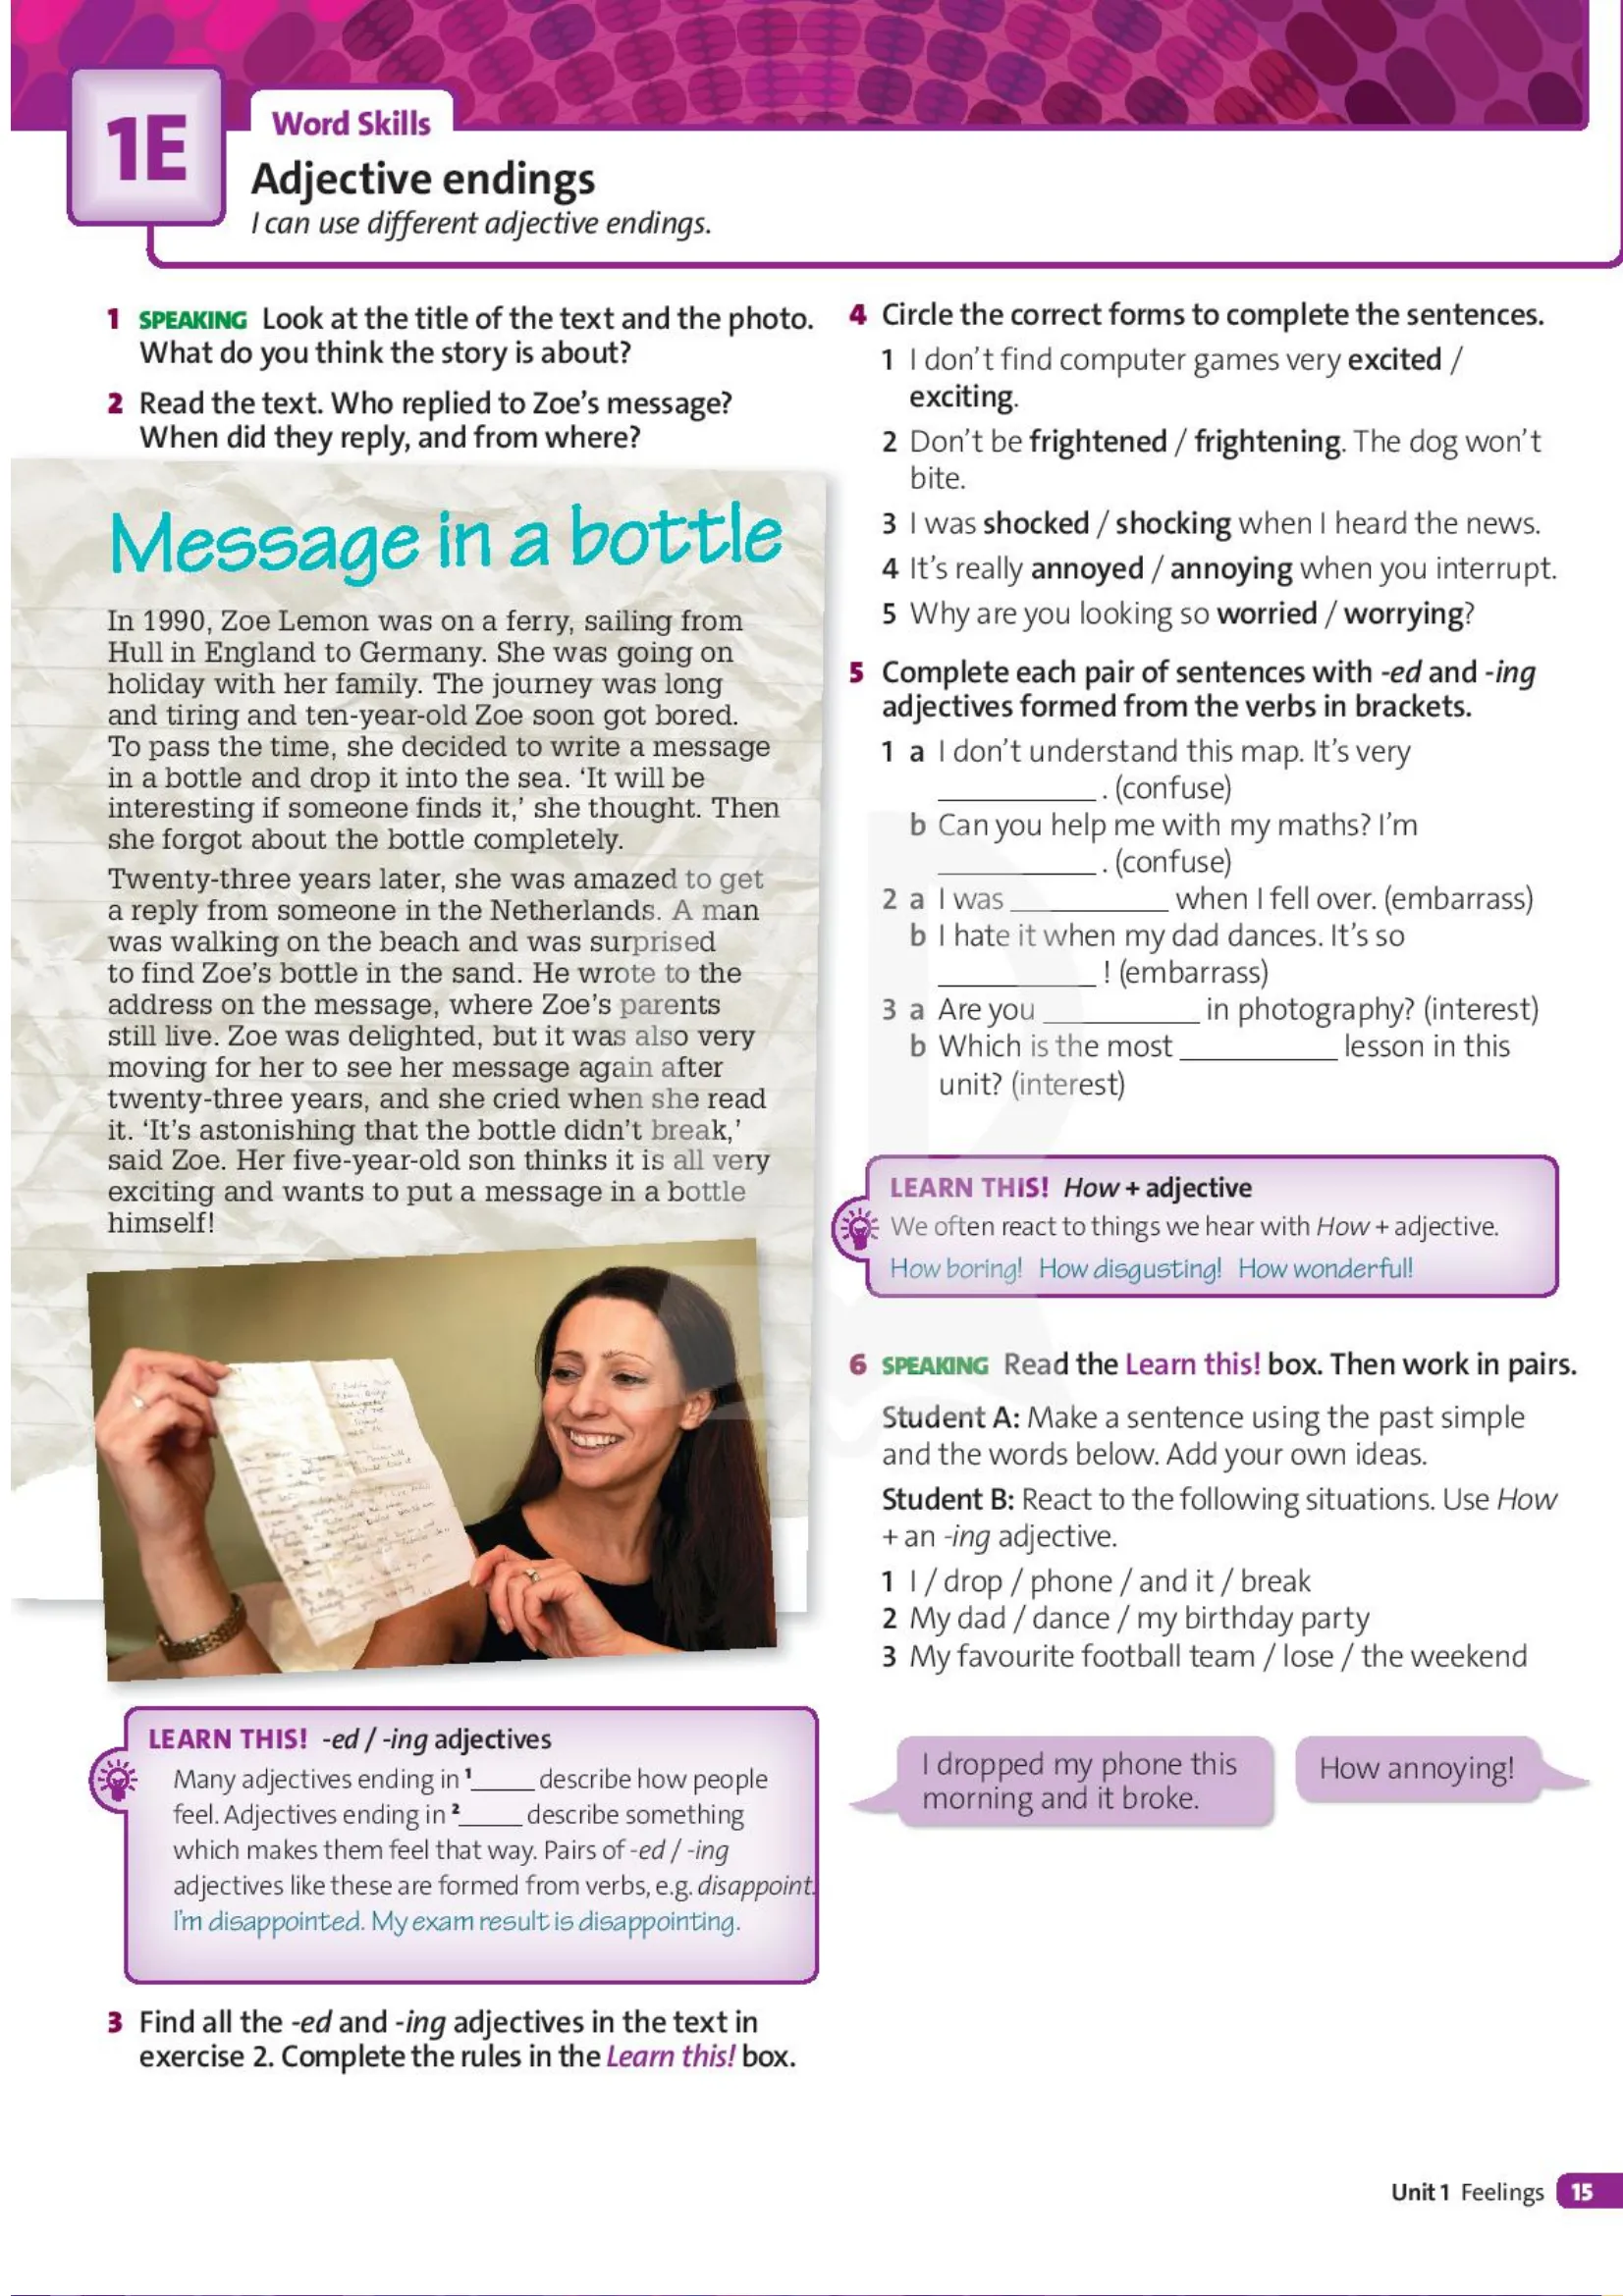 1E
Word Skills
Adjective endings
I can use different adjective endings.
1 SPEAKING Look at the title of the text and the photo.
What do you think the story is about?
2 Read the text. Who replied to Zoe's message?
When did they reply, and from where?
Message in a bottle
In 1990, Zoe Lemon was on a ferry, sailing from
Hull in England to Germany. She was going on
holiday with her family. The journey was long
and tiring and ten-year-old Zoe soon got bored.
To pass the time, she decided to write a message
in a bottle and drop it into the sea. 'It will be
interesting if someone finds it,' she thought. Then
she forgot about the bottle completely.
Twenty-three years later, she was amazed to get
a reply from someone in the Netherlands. A man
was walking on the beach and was surprised
to find Zoe's bottle in the sand. He wrote to the
address on the message, where Zoe's parents
still live. Zoe was delighted, but it was also very
moving for her to see her message again after
twenty-three years, and she cried when she read
it. 'It's astonishing that the bottle didn't break,'
said Zoe. Her five-year-old son thinks it is all very
exciting and wants to put a message in a bottle
himself!
LEARN THIS! -ed / -ing adjectives
Many adjectives ending in ¹_____ describe how people
feel. Adjectives ending in ²_____ describe something
which makes them feel that way. Pairs of -ed / -ing
adjectives like these are formed from verbs, e.g. disappoint.
I'm disappointed. My exam result is disappointing.
3 Find all the -ed and -ing adjectives in the text in
exercise 2. Complete the rules in the Learn this! box.
4 Circle the correct forms to complete the sentences.
1 I don't find computer games very excited /
exciting.
2 Don't be frightened / frightening. The dog won't
bite.
3 I was shocked / shocking when I heard the news.
4 It's really annoyed / annoying when you interrupt.
5 Why are you looking so worried / worrying?
5 Complete each pair of sentences with -ed and -ing
adjectives formed from the verbs in brackets.
1 a I don't understand this map. It's very
___________. (confuse)
b Can you help me with my maths? I'm
___________. (confuse)
2 a I was ___________ when I fell over. (embarrass)
b I hate it when my dad dances. It's so
___________! (embarrass)
3 a Are you ___________ in photography? (interest)
b Which is the most ___________ lesson in this
unit? (interest)
LEARN THIS! How + adjective
We often react to things we hear with How + adjective.
How boring! How disgusting! How wonderful!
6 SPEAKING Read the Learn this! box. Then work in pairs.
Student A: Make a sentence using the past simple
and the words below. Add your own ideas.
Student B: React to the following situations. Use How
+ an -ing adjective.
1 I / drop / phone / and it / break
2 My dad / dance / my birthday party
3 My favourite football team / lose / the weekend
I dropped my phone this
morning and it broke.
How annoying!
Unit 1 Feelings 15